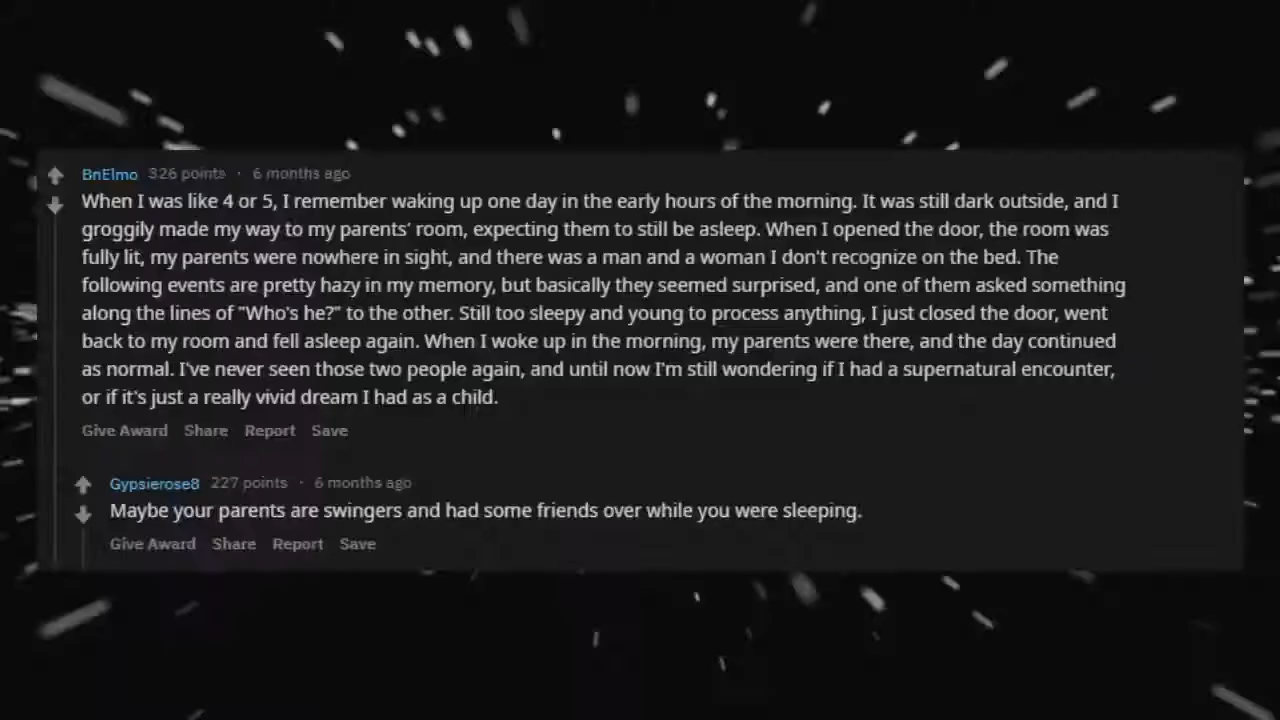 BnElmo 326 points · 6 months ago
When I was like 4 or 5, I remember waking up one day in the early hours of the morning. It was still dark outside, and I
groggily made my way to my parents' room, expecting them to still be asleep. When I opened the door, the room was
fully lit, my parents were nowhere in sight, and there was a man and a woman I don't recognize on the bed. The
following events are pretty hazy in my memory, but basically they seemed surprised, and one of them asked something
along the lines of "Who's he?" to the other. Still too sleepy and young to process anything, I just closed the door, went
back to my room and fell asleep again. When I woke up in the morning, my parents were there, and the day continued
as normal. I've never seen those two people again, and until now I'm still wondering if I had a supernatural encounter,
or if it's just a really vivid dream I had as a child.
Give Award Share Report Save
Gypsierose8 227 points · 6 months ago
Maybe your parents are swingers and had some friends over while you were sleeping.
Give Award Share Report Save